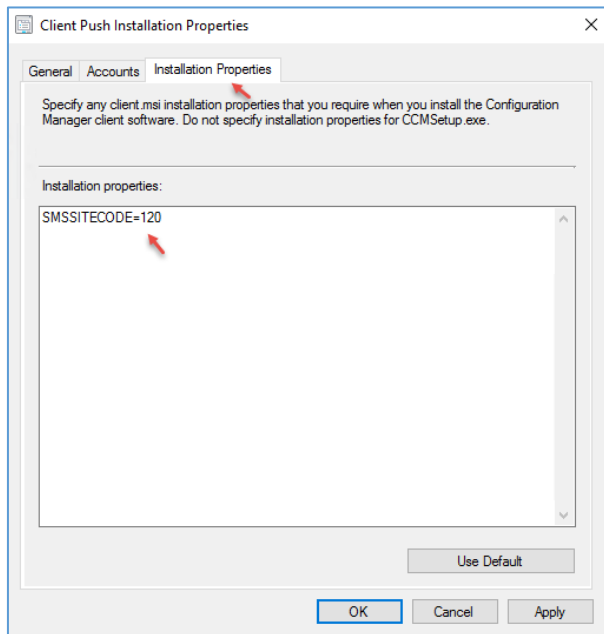 Client Push Installation Properties
General Accounts Installation Properties
Specify any client.msi installation properties that you require when you install the Configuration
Manager client software. Do not specify installation properties for CCMSetup.exe.
Installation properties:
SMSSITECODE=120
Use Default
OK Cancel Apply